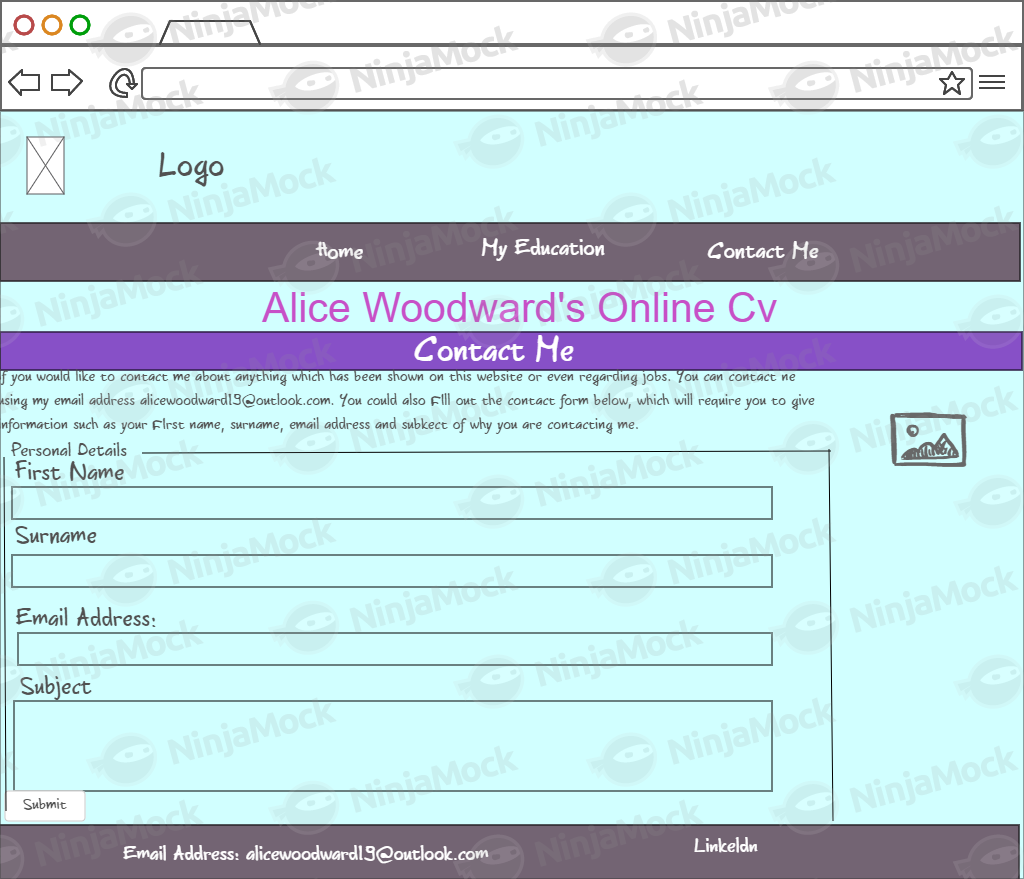 Logo
Home My Education Contact Me
Alice Woodward's Online Cv
Contact Me
f you would like to contact me about anything which has been shown on this website or even regarding jobs. You can contact me
using my email address alicewoodward19@outlook.com. You could also fill out the contact form below, which will require you to give
nformation such as your first name, surname, email address and subkect of why you are contacting me.
Personal Details
First Name
Surname
Email Address:
Subject
Submit
Email Address: alicewoodward19@outlook.com LinkeIdn
NinjaMock